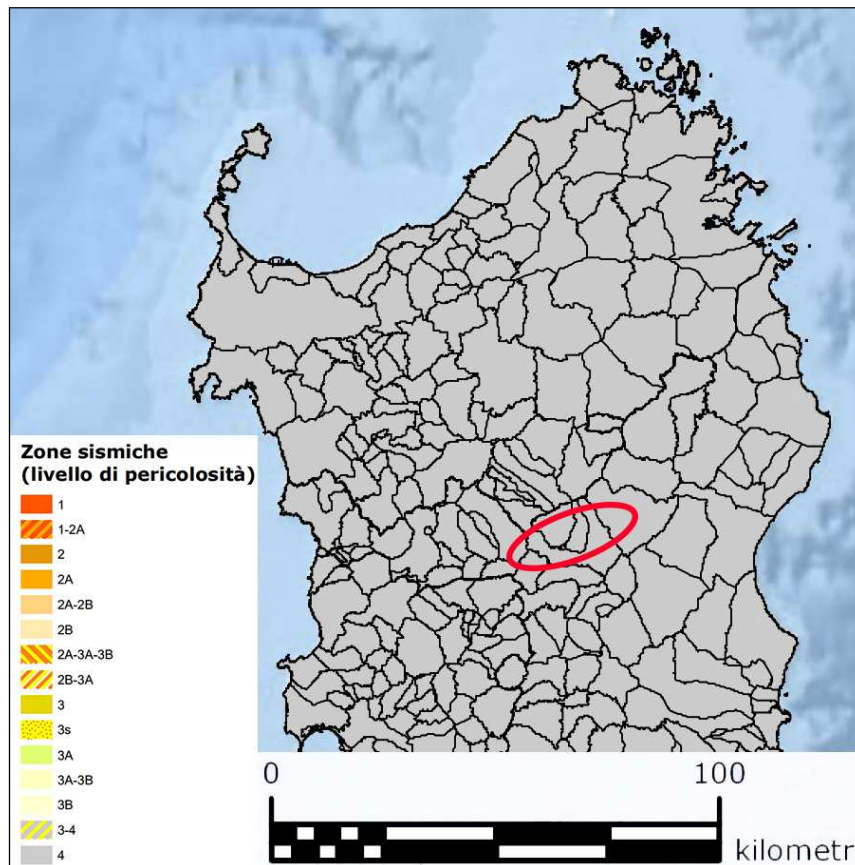 Zone sismiche
(livello di pericolosità)
1
1-2A
2
2A
2A-2B
2B
2A-3A-3B
2B-3A
3
3s
3A
3A-3B
3B
3-4
4
0 100
kilometr